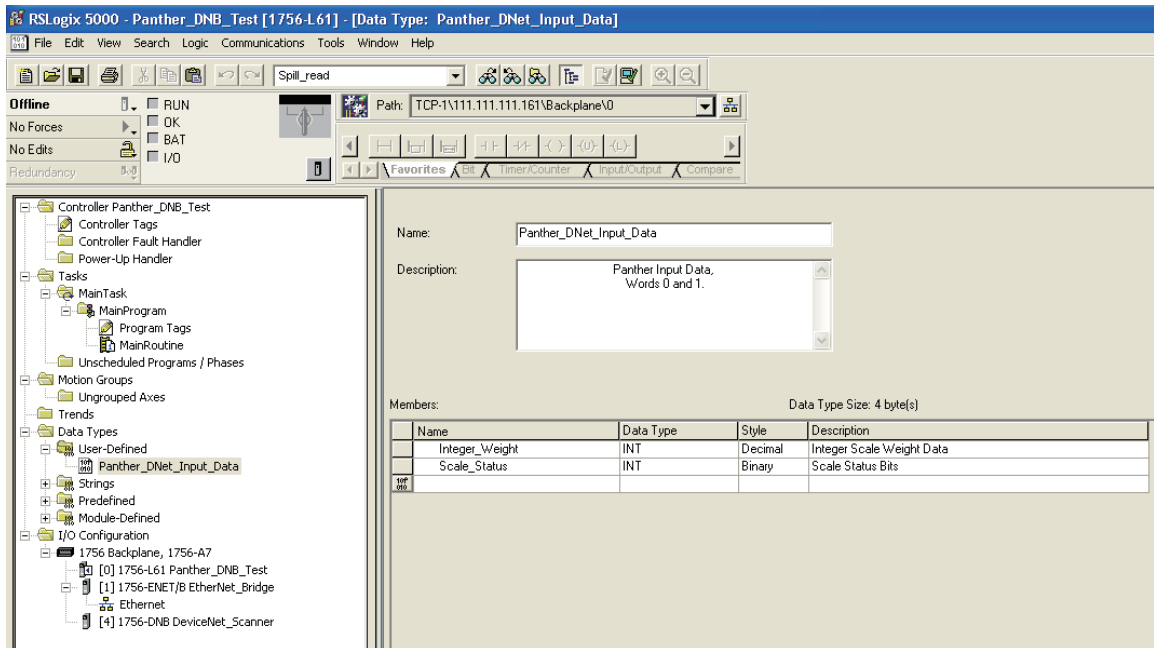 RSLogix 5000 - Panther_DNB_Test [1756-L61] - [Data Type: Panther_DNet_Input_Data]
File Edit View Search Logic Communications Tools Window Help
Spill_read
Offline
RUN
No Forces
OK
No Edits
BAT
Redundancy
I/O
Path: TCP-1\111.111.111.161\Backplane\0
Favorites Bit Timer/Counter Input/Output Compare
Controller Panther_DNB_Test
Controller Tags
Controller Fault Handler
Power-Up Handler
Tasks
MainTask
MainProgram
Program Tags
MainRoutine
Unscheduled Programs / Phases
Motion Groups
Ungrouped Axes
Trends
Data Types
User-Defined
Panther_DNet_Input_Data
Strings
Predefined
Module-Defined
I/O Configuration
1756 Backplane, 1756-A7
[0] 1756-L61 Panther_DNB_Test
[1] 1756-ENET/B EtherNet_Bridge
Ethernet
[4] 1756-DNB DeviceNet_Scanner
Name: Panther_DNet_Input_Data
Description: Panther Input Data,
Words 0 and 1.
Members: Data Type Size: 4 byte(s)
Name Data Type Style Description
Integer_Weight INT Decimal Integer Scale Weight Data
Scale_Status INT Binary Scale Status Bits